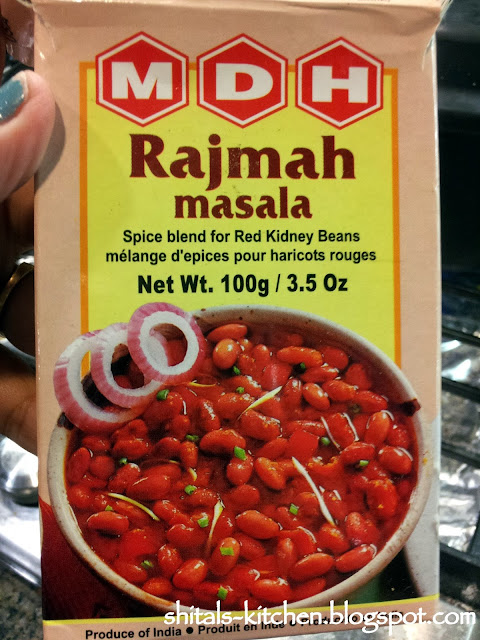 MDH
Rajmah
masala
Spice blend for Red Kidney Beans
mélange d'epices pour haricots rouges
Net Wt. 100g / 3.5 Oz
shitals-kitchen.blogspot.com
Produce of India • Produit en Inde